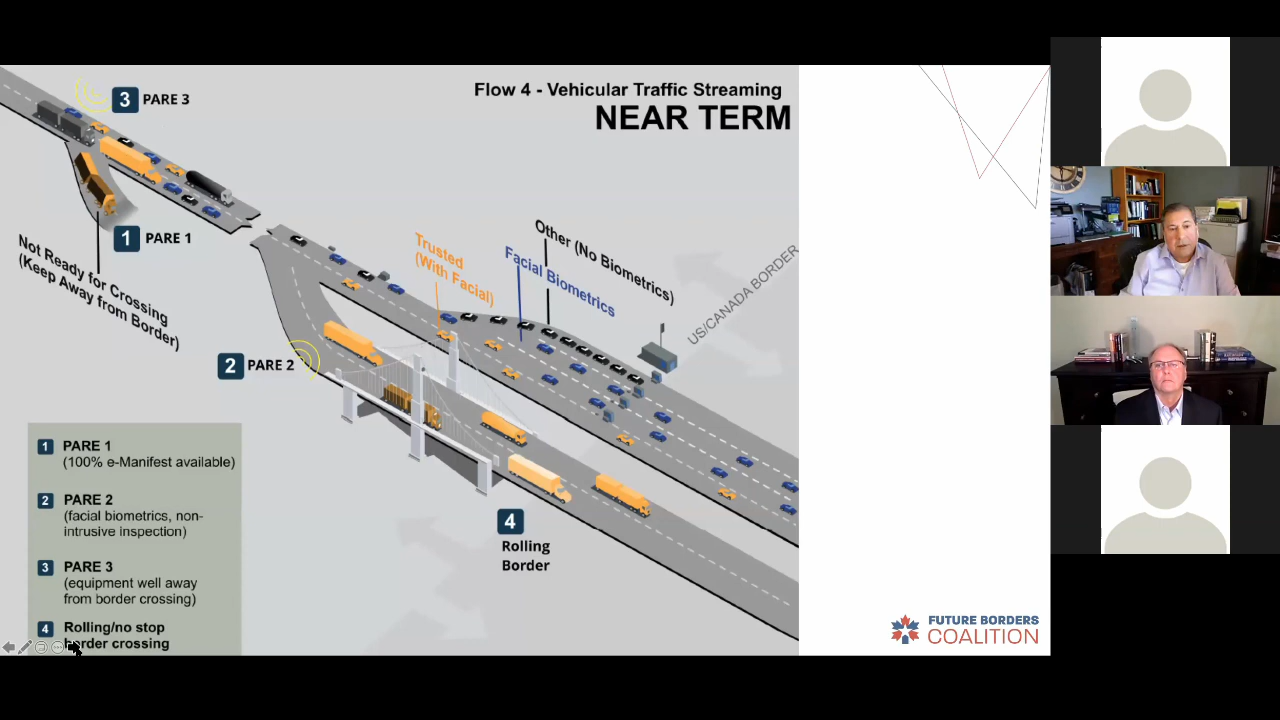 Flow 4 - Vehicular Traffic Streaming
NEAR TERM
3 PARE 3
1 PARE 1
Not Ready for Crossing
(Keep Away from Border)
Trusted
(With Facial)
Facial Biometrics
Other (No Biometrics)
US/CANADA BORDER
2 PARE 2
4
Rolling
Border
1 PARE 1
(100% e-Manifest available)
2 PARE 2
(facial biometrics, non-
intrusive inspection)
3 PARE 3
(equipment well away
from border crossing)
4 Rolling/no stop
border crossing
FUTURE BORDERS
COALITION